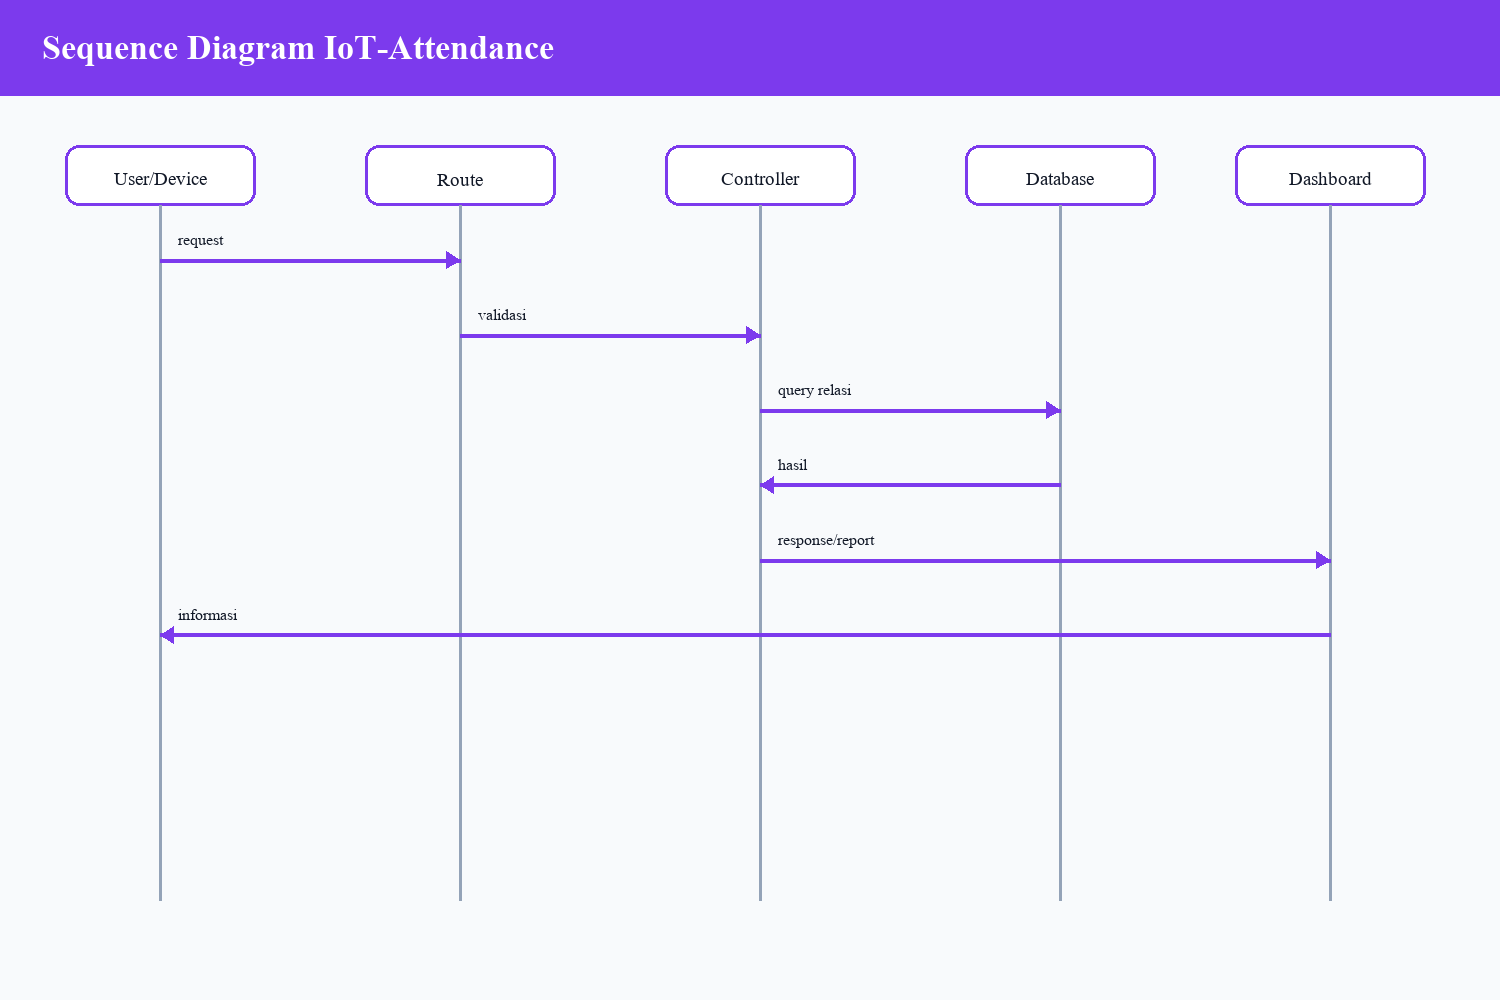 Sequence Diagram IoT-Attendance
User/Device
Route
Controller
Database
Dashboard
request
validasi
query relasi
hasil
response/report
informasi